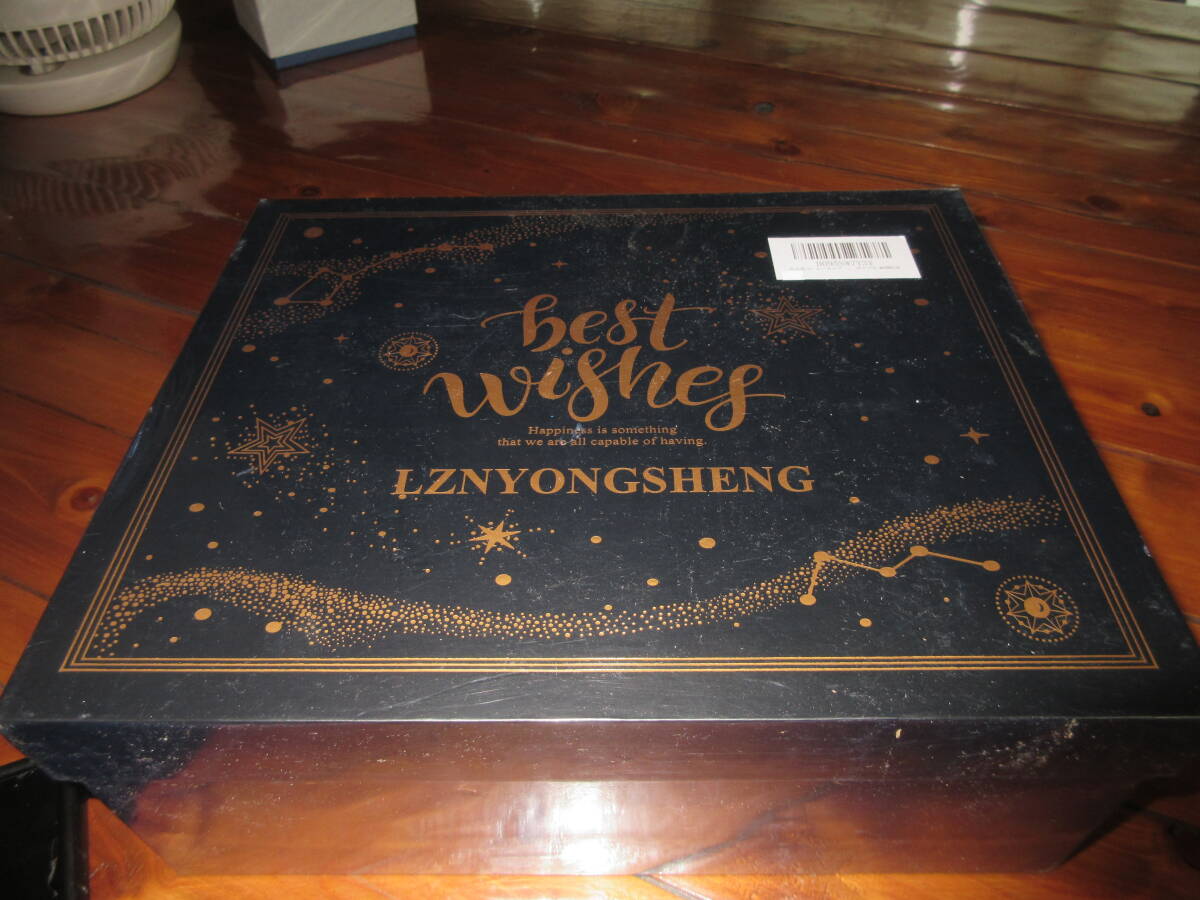 best
wishes
Happiness is something
that we are all capable of having.
LZNYONGSHENG